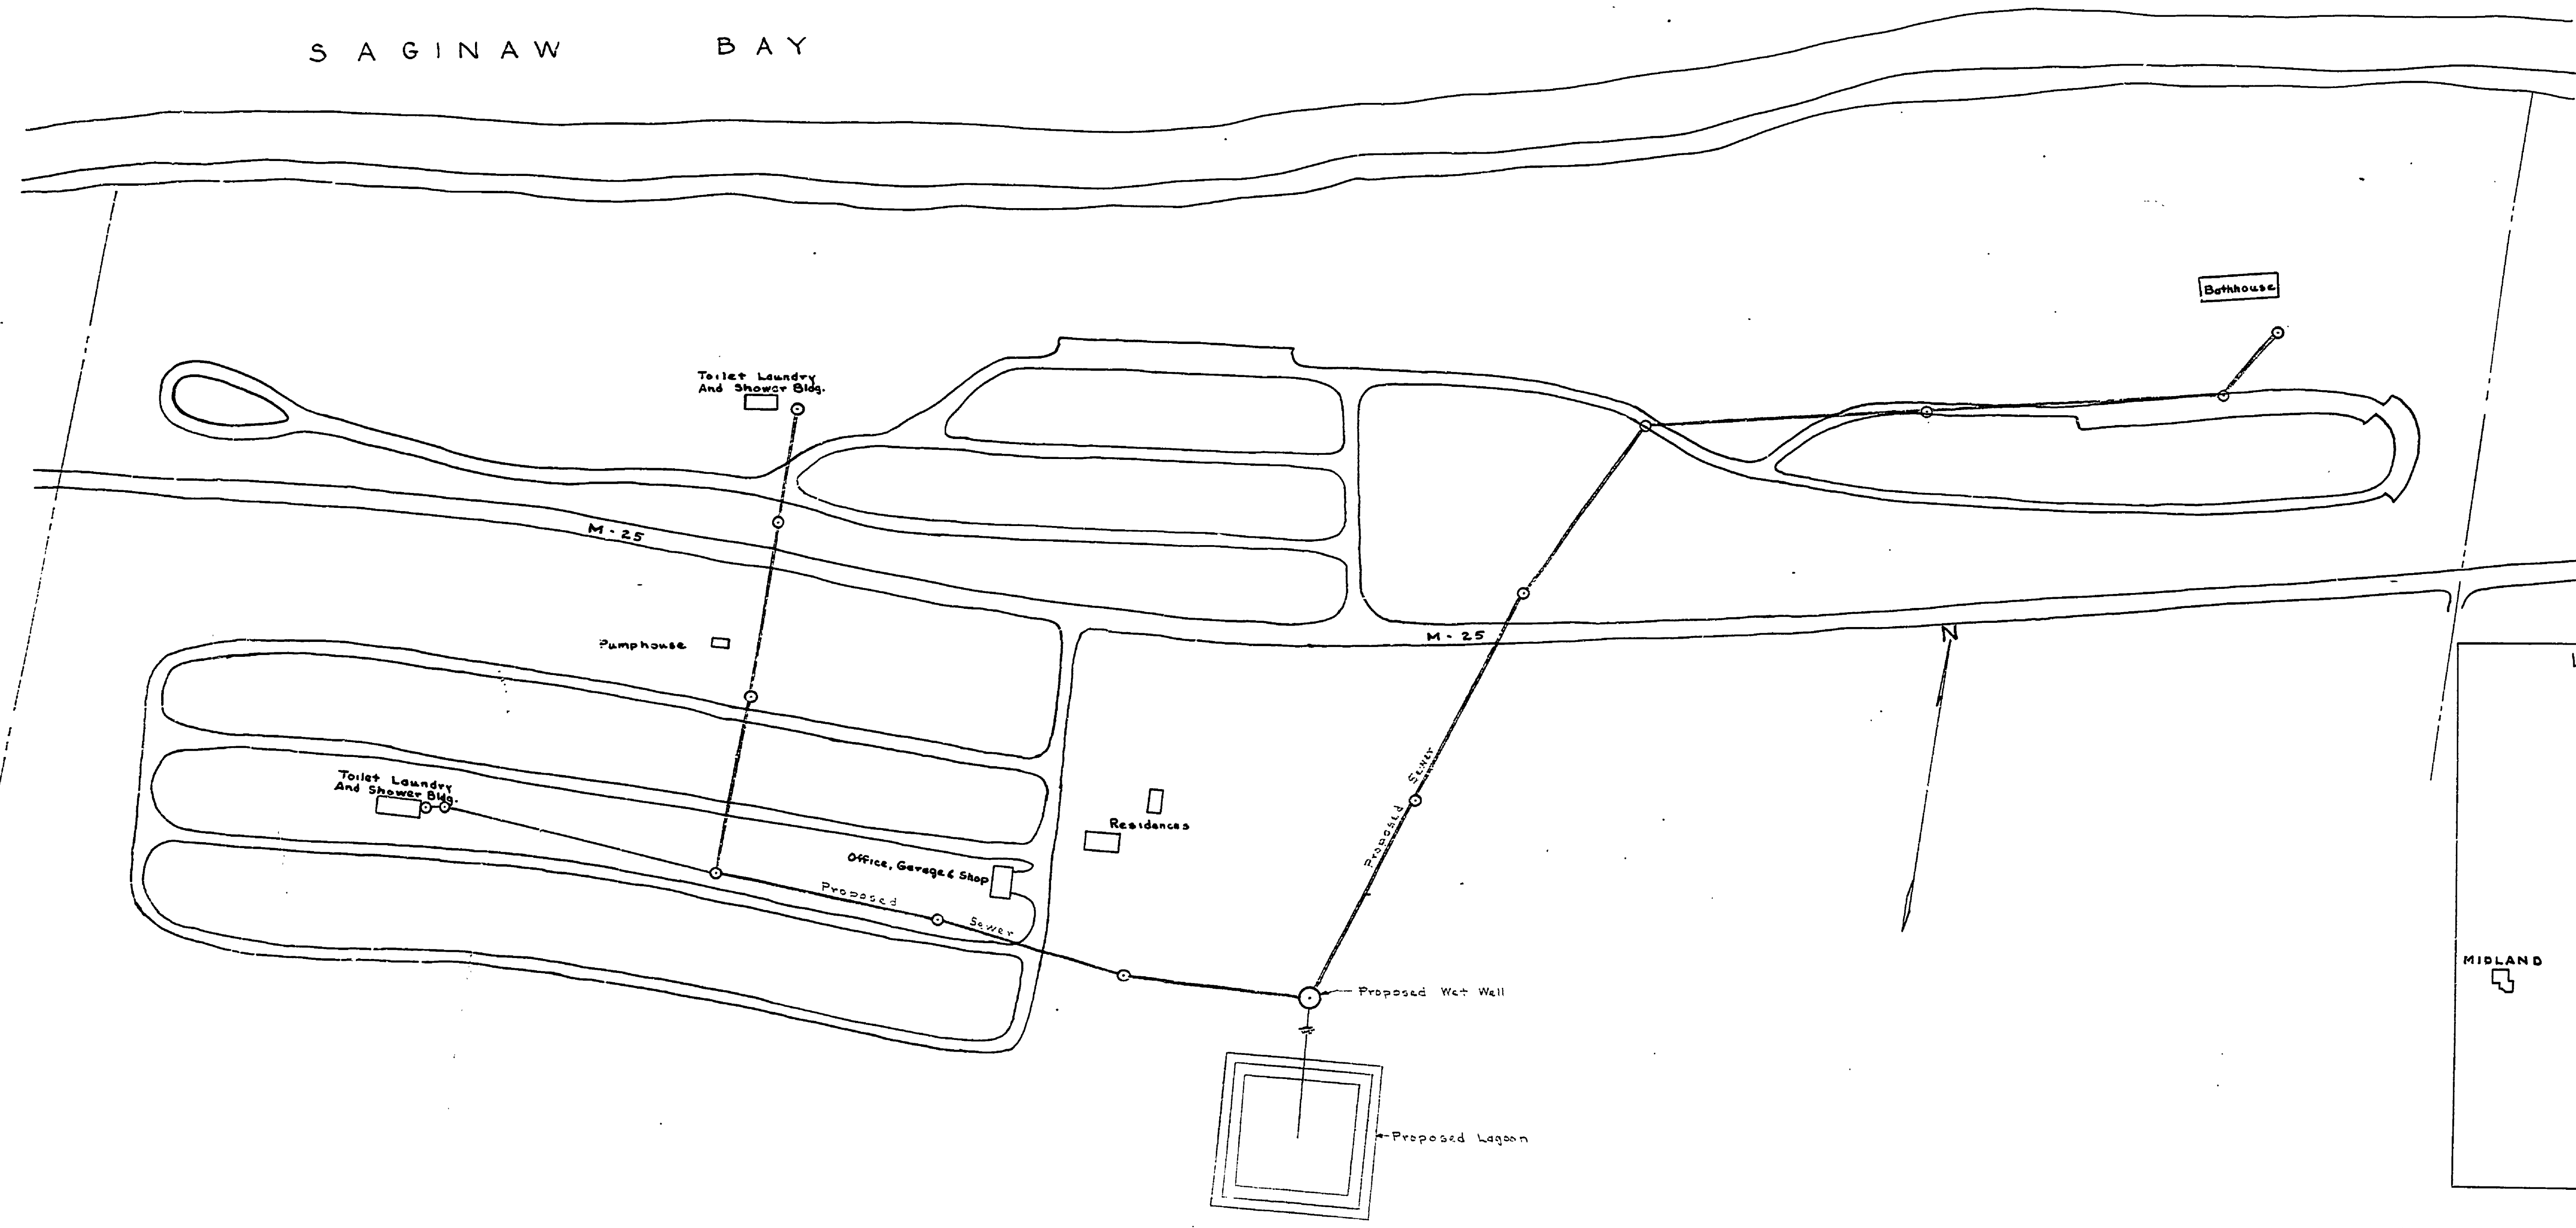 SAGINAW BAY
Bathhouse
Toilet Laundry
And Shower Bldg.
M-25
Pumphouse
M-25
N
Toilet Laundry
And Shower Bldg.
Residences
Office, Garage & Shop
Proposed Sewer
Proposed Sewer
MIDLAND
Proposed Wet Well
Proposed Lagoon